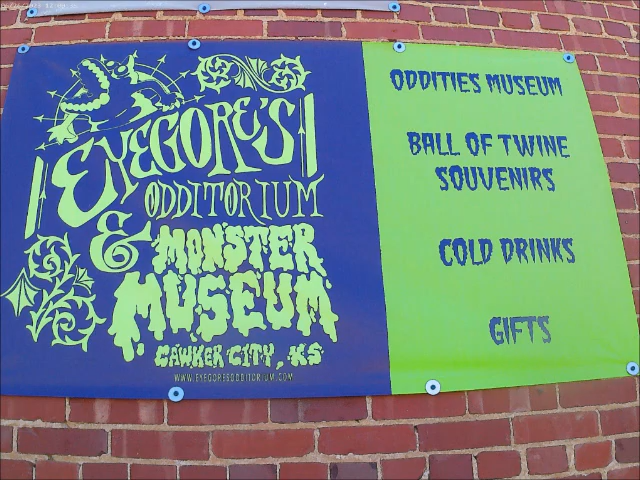 EYEGORE'S
ODDITORIUM
& MONSTER
MUSEUM
CAWKER CITY, KS
WWW.EYEGORESODDITORIUM.COM
ODDITIES MUSEUM
BALL OF TWINE
SOUVENIRS
COLD DRINKS
GIFTS